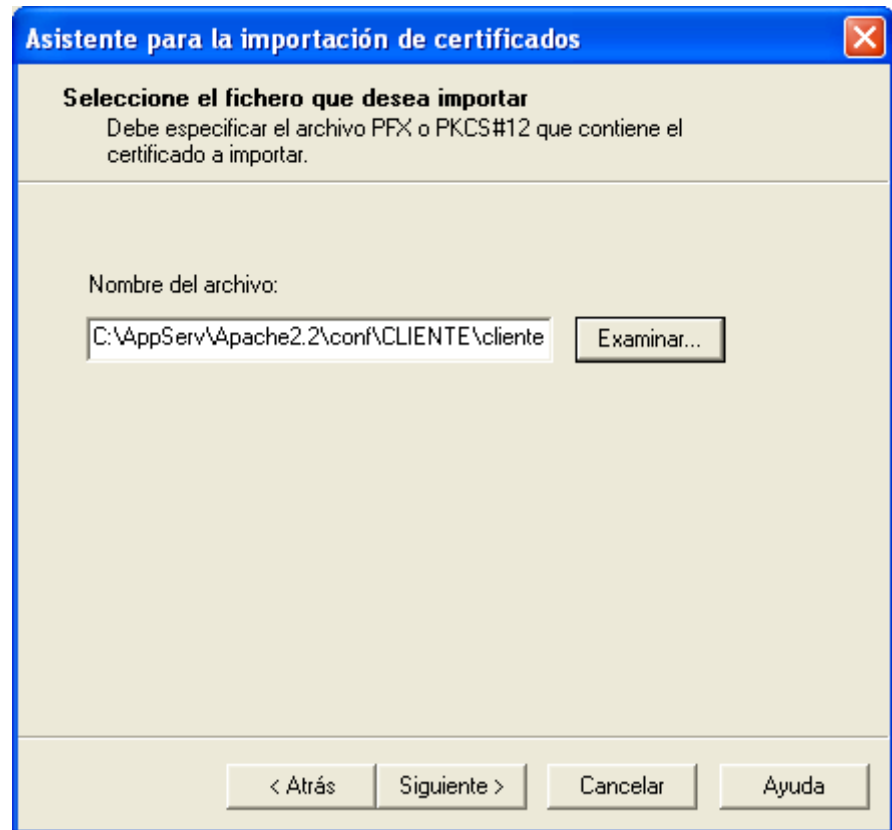 Asistente para la importación de certificados
Seleccione el fichero que desea importar
Debe especificar el archivo PFX o PKCS#12 que contiene el
certificado a importar.
Nombre del archivo:
C:\AppServ\Apache2.2\conf\CLIENTE\cliente
Examinar...
< Atrás
Siguiente >
Cancelar
Ayuda